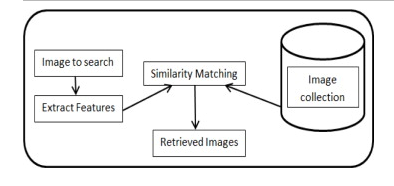 Image to search
Extract Features
Similarity Matching
Retrieved Images
Image
collection